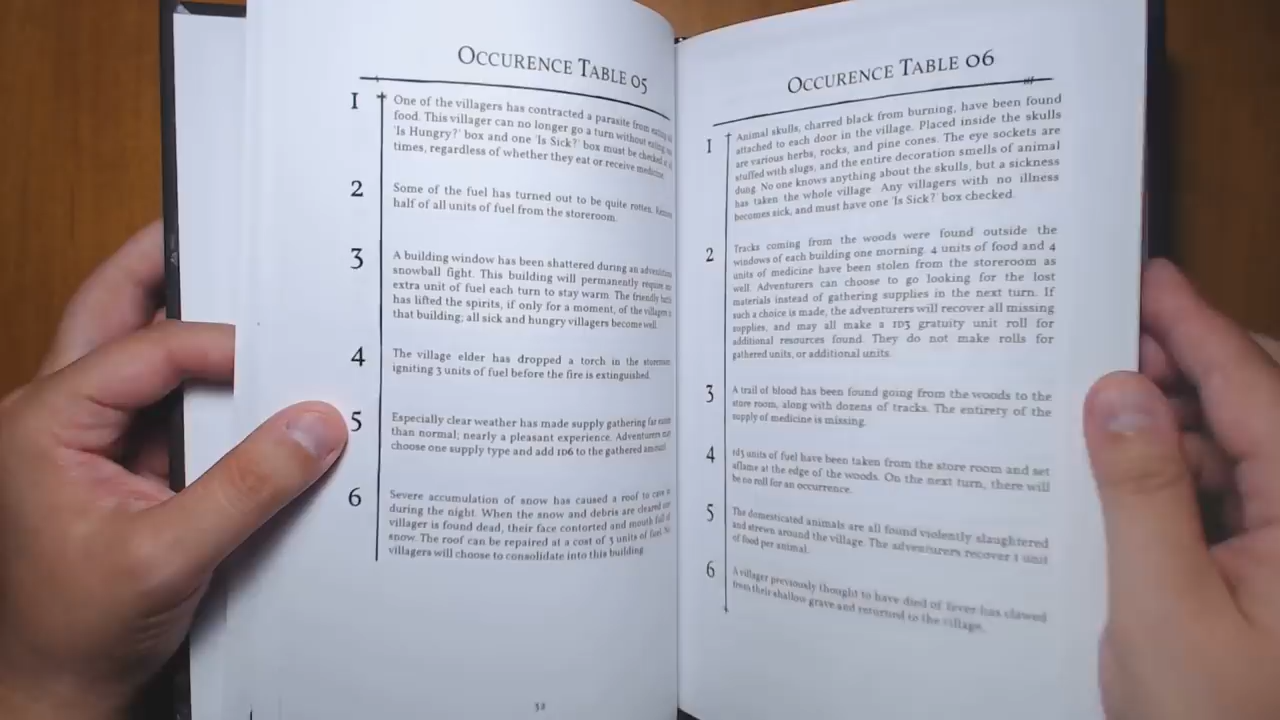 OCCURENCE TABLE 05
1
One of the villagers has contracted a parasite from
food. This villager can no longer go a turn without eating,
'Is Hungry?' box and one 'Is Sick?' box must be checked
times, regardless of whether they eat or receive medicine.
2
Some of the fuel has turned out to be quite rotten.
half of all units of fuel from the storeroom.
3
A building window has been shattered during an
snowball fight. This building will permanently require
extra unit of fuel each turn to stay warm. The friendly
has lifted the spirits, if only for a moment, of the villagers
that building; all sick and hungry villagers become well.
4
The village elder has dropped a torch in the
igniting 3 units of fuel before the fire is extinguished.
5
Especially clear weather has made supply gathering far
than normal; nearly a pleasant experience. Adventurers
choose one supply type and add 1D6 to the gathered
6
Severe accumulation of snow has caused a roof to
during the night. When the snow and debris are cleared
villager is found dead, their face contorted and mouth full of
snow. The roof can be repaired at a cost of 3 units of fuel.
villagers will choose to consolidate into this building.
32
OCCURENCE TABLE 06
1
Animal skulls, charred black from burning, have been found
attached to each door in the village. Placed inside the skulls
are various herbs, rocks, and pine cones. The eye sockets are
stuffed with slugs, and the entire decoration smells of animal
dung. No one knows anything about the skulls, but a sickness
has taken the whole village. Any villagers with no illness
becomes sick, and must have one 'Is Sick?' box checked.
2
Tracks coming from the woods were found outside the
windows of each building one morning. 4 units of food and 4
units of medicine have been stolen from the storeroom as
well. Adventurers can choose to go looking for the lost
materials instead of gathering supplies in the next turn. If
such a choice is made, the adventurers will recover all missing
supplies, and may all make a 1D3 gratuity unit roll for
additional resources found. They do not make rolls for
gathered units, or additional units.
3
A trail of blood has been found going from the woods to the
store room, along with dozens of tracks. The entirety of the
supply of medicine is missing.
4
units of fuel have been taken from the store room and set
aflame at the edge of the woods. On the next turn, there will
be no roll for an occurrence.
5
The domesticated animals are all found violently slaughtered
and strewn around the village. The adventurers recover 1 unit
of food per animal.
6
A villager previously thought to have died of fever has clawed
from their shallow grave and returned to the village.